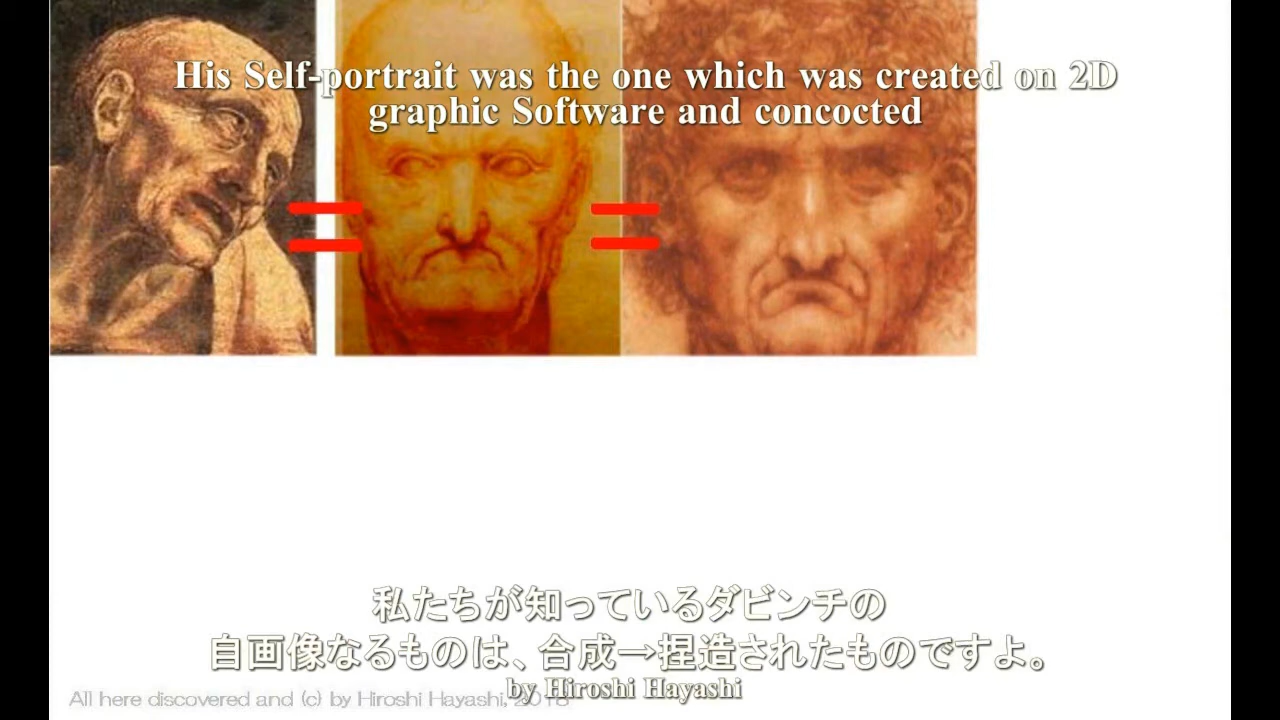 His Self-portrait was the one which was created on 2D
graphic Software and concocted
私たちが知っているダビンチの
自画像なるものは、合成→捏造されたものですよ。
by Hiroshi Hayashi
All here discovered and (c) by Hiroshi Hayashi,